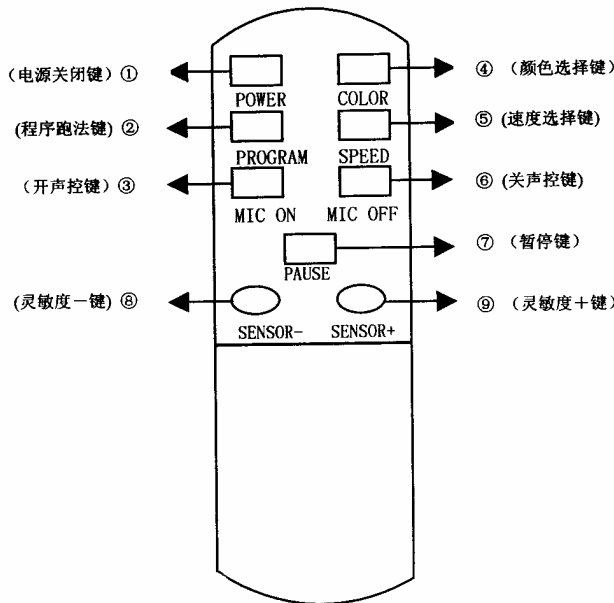 (电源关闭键)①
④ (颜色选择键)
POWER
COLOR
(程序跑法键)②
⑤ (速度选择键)
PROGRAM
SPEED
(开声控键)③
⑥ (关声控键)
MIC ON
MIC OFF
⑦ (暂停键)
PAUSE
(灵敏度－键)⑧
⑨ (灵敏度＋键)
SENSOR-
SENSOR+